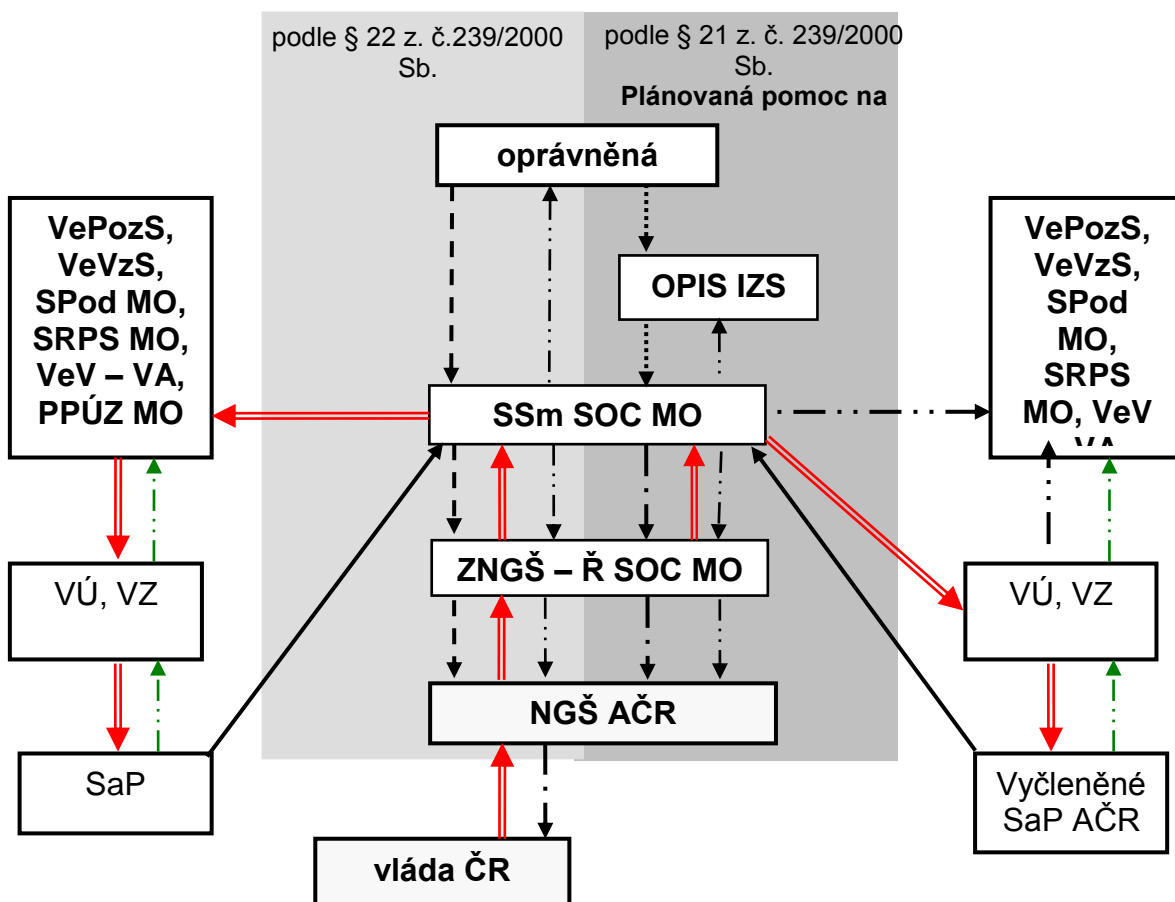 podle § 22 z. č.239/2000
Sb.
podle § 21 z. č. 239/2000
Sb.
Plánovaná pomoc na
oprávněná
VePozS,
VeVzS,
SPod MO,
SRPS MO,
VeV – VA,
PPÚZ MO
OPIS IZS
VePozS,
VeVzS,
SPod
MO,
SRPS
MO, VeV
VA
SSm SOC MO
ZNGŠ – Ř SOC MO
VÚ, VZ
VÚ, VZ
NGŠ AČR
SaP
Vyčleněné
SaP AČR
vláda ČR